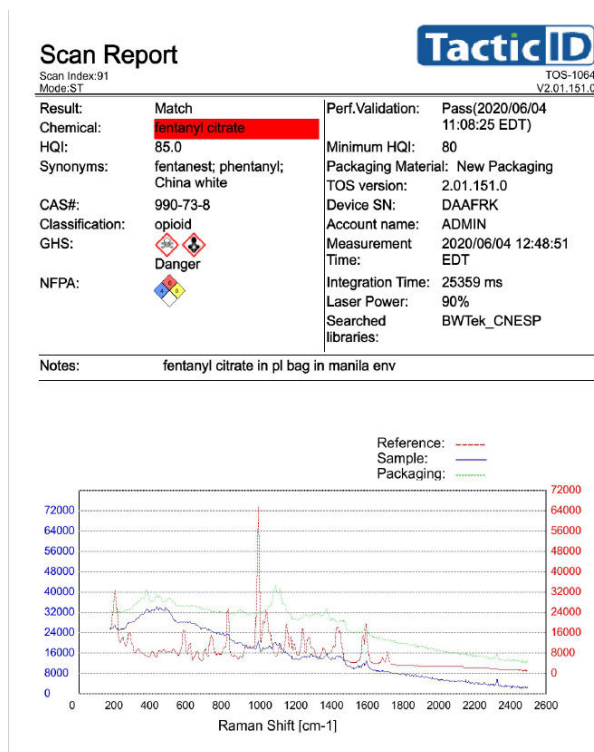 Scan Report
TacticID
Scan Index:91
TOS-1064
Mode:ST
V2.01.151.0
Result: Match
Chemical: fentanyl citrate
HQI: 85.0
Synonyms: fentanest; phentanyl;
China white
CAS#: 990-73-8
Classification: opioid
GHS:
Danger
NFPA:
Perf.Validation: Pass(2020/06/04
11:08:25 EDT)
Minimum HQI: 80
Packaging Material: New Packaging
TOS version: 2.01.151.0
Device SN: DAAFRK
Account name: ADMIN
Measurement 2020/06/04 12:48:51
Time: EDT
Integration Time: 25359 ms
Laser Power: 90%
Searched BWTek_CNESP
libraries:
Notes: fentanyl citrate in pl bag in manila env
Reference:
Sample:
Packaging:
72000
72000 64000
64000 56000
56000 48000
48000 40000
40000 32000
32000 24000
24000 16000
16000 8000
8000 0
0
0 200 400 600 800 1000 1200 1400 1600 1800 2000 2200 2400 2600
Raman Shift [cm-1]